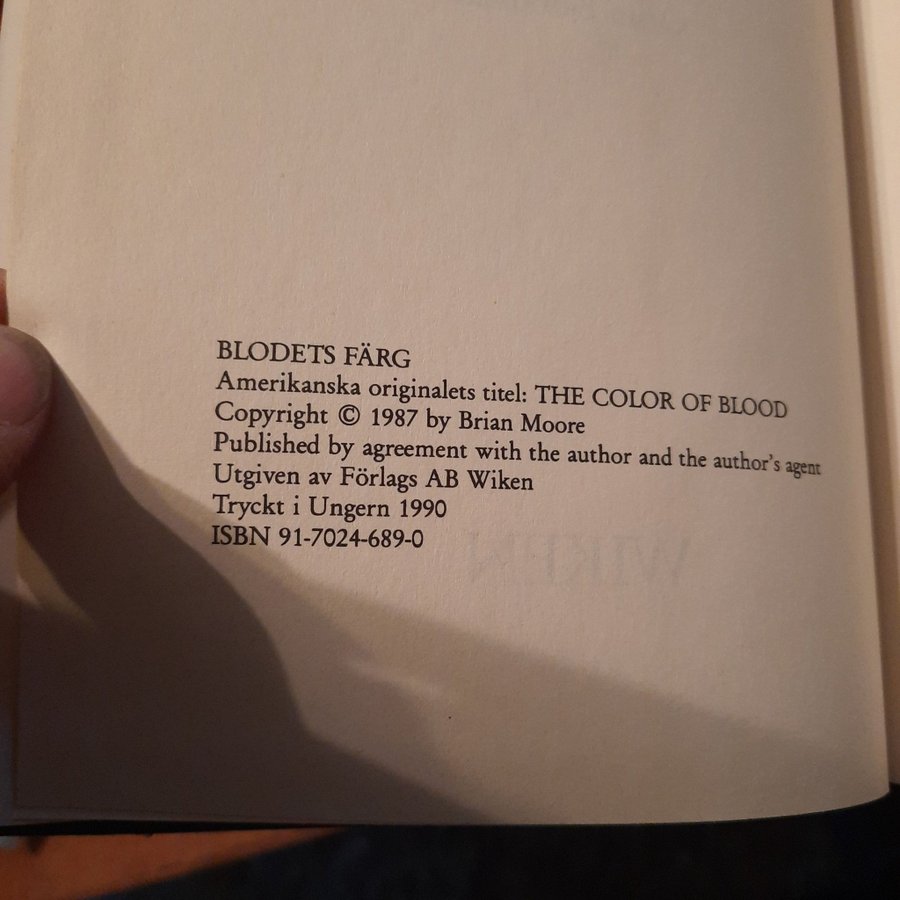 BLODETS FÄRG
Amerikanska originalets titel: THE COLOR OF BLOOD
Copyright © 1987 by Brian Moore
Published by agreement with the author and the author's agent
Utgiven av Förlags AB Wiken
Tryckt i Ungern 1990
ISBN 91-7024-689-0
WIKEN